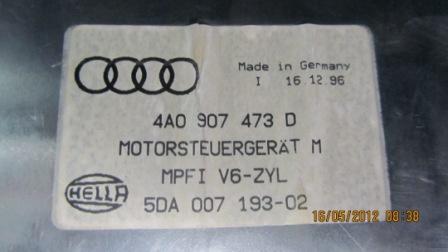 Made in Germany
I 16.12.96
4A0 907 473 D
MOTORSTEUERGERÄT M
MPFI V6-ZYL
HELLA
5DA 007 193-02
16/05/2012 08:38